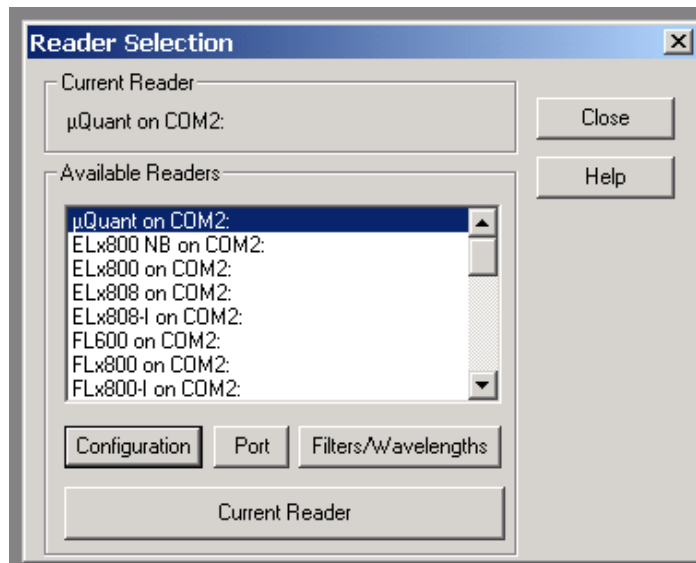 Reader Selection
Current Reader
µQuant on COM2:
Close
Help
Available Readers
µQuant on COM2:
ELx800 NB on COM2:
ELx800 on COM2:
ELx808 on COM2:
ELx808-I on COM2:
FL600 on COM2:
FLx800 on COM2:
FLx800-I on COM2:
Configuration
Port
Filters/Wavelengths
Current Reader